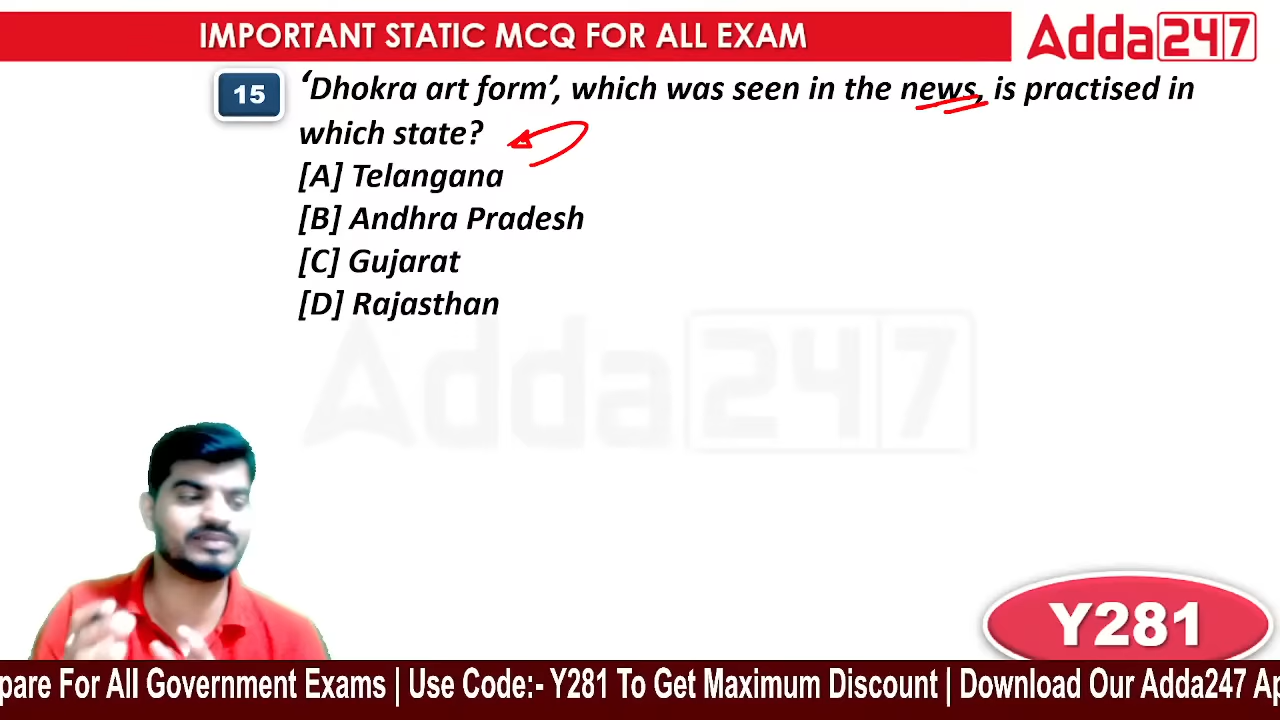 IMPORTANT STATIC MCQ FOR ALL EXAM
Adda247
15
‘Dhokra art form’, which was seen in the news, is practised in
which state?
[A] Telangana
[B] Andhra Pradesh
[C] Gujarat
[D] Rajasthan
Adda247
Y281
pare For All Government Exams | Use Code:- Y281 To Get Maximum Discount | Download Our Adda247 Ap